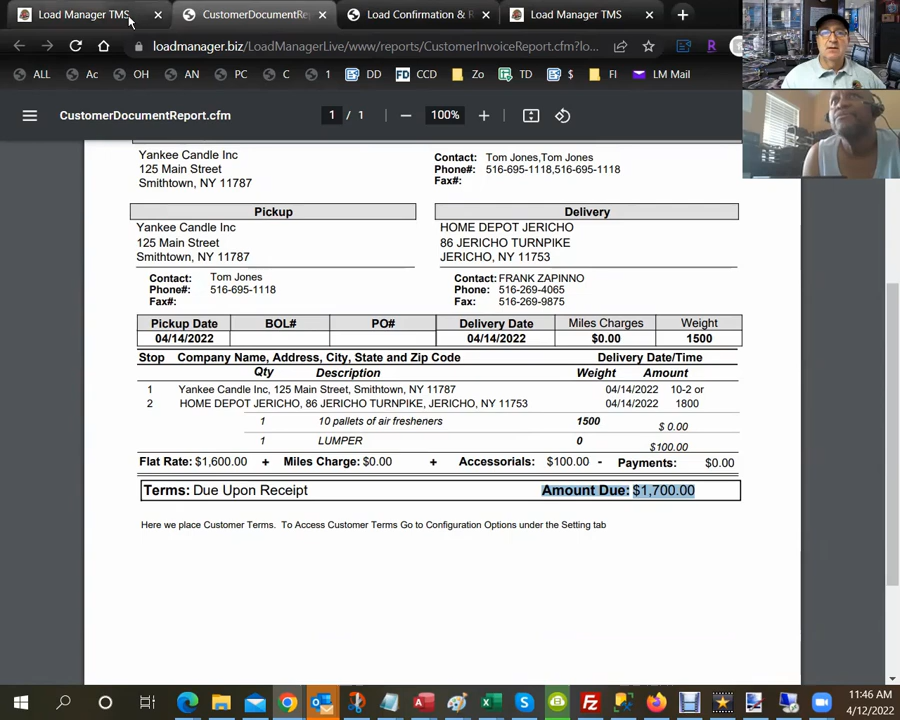 Load Manager TMS
CustomerDocumentRe
Load Confirmation & R
Load Manager TMS
loadmanager.biz/LoadManagerLive/www/reports/CustomerInvoiceReport.cfm?lo...
ALL
Ac
OH
AN
PC
C
1
DD
FD CCD
Zo
TD
$
FI
LM Mail
CustomerDocumentReport.cfm
1 / 1
100%
Yankee Candle Inc
125 Main Street
Smithtown, NY 11787
Contact: Tom Jones,Tom Jones
Phone#: 516-695-1118,516-695-1118
Fax#:
Pickup
Yankee Candle Inc
125 Main Street
Smithtown, NY 11787
Contact: Tom Jones
Phone#: 516-695-1118
Fax#:
Delivery
HOME DEPOT JERICHO
86 JERICHO TURNPIKE
JERICHO, NY 11753
Contact: FRANK ZAPINNO
Phone: 516-269-4065
Fax: 516-269-9875
Pickup Date BOL# PO# Delivery Date Miles Charges Weight
04/14/2022 04/14/2022 $0.00 1500
Stop Company Name, Address, City, State and Zip Code Delivery Date/Time
Qty Description Weight Amount
1 Yankee Candle Inc, 125 Main Street, Smithtown, NY 11787 04/14/2022 10-2 or
2 HOME DEPOT JERICHO, 86 JERICHO TURNPIKE, JERICHO, NY 11753 04/14/2022 1800
1 10 pallets of air fresheners 1500 $ 0.00
1 LUMPER 0 $100.00
Flat Rate: $1,600.00 + Miles Charge: $0.00 + Accessorials: $100.00 - Payments: $0.00
Terms: Due Upon Receipt Amount Due: $1,700.00
Here we place Customer Terms. To Access Customer Terms Go to Configuration Options under the Setting tab
11:46 AM
4/12/2022